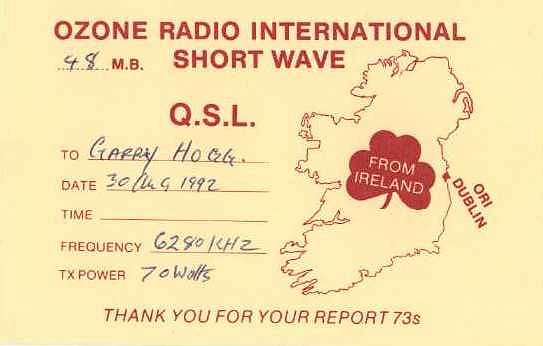 OZONE RADIO INTERNATIONAL
48 M.B. SHORT WAVE
Q.S.L.
TO GARRY HOGG.
DATE 30/AUG 1992
TIME
FREQUENCY 6280 KHZ
TX POWER 70 Watts
FROM
IRELAND
ORI
DUBLIN
THANK YOU FOR YOUR REPORT 73s